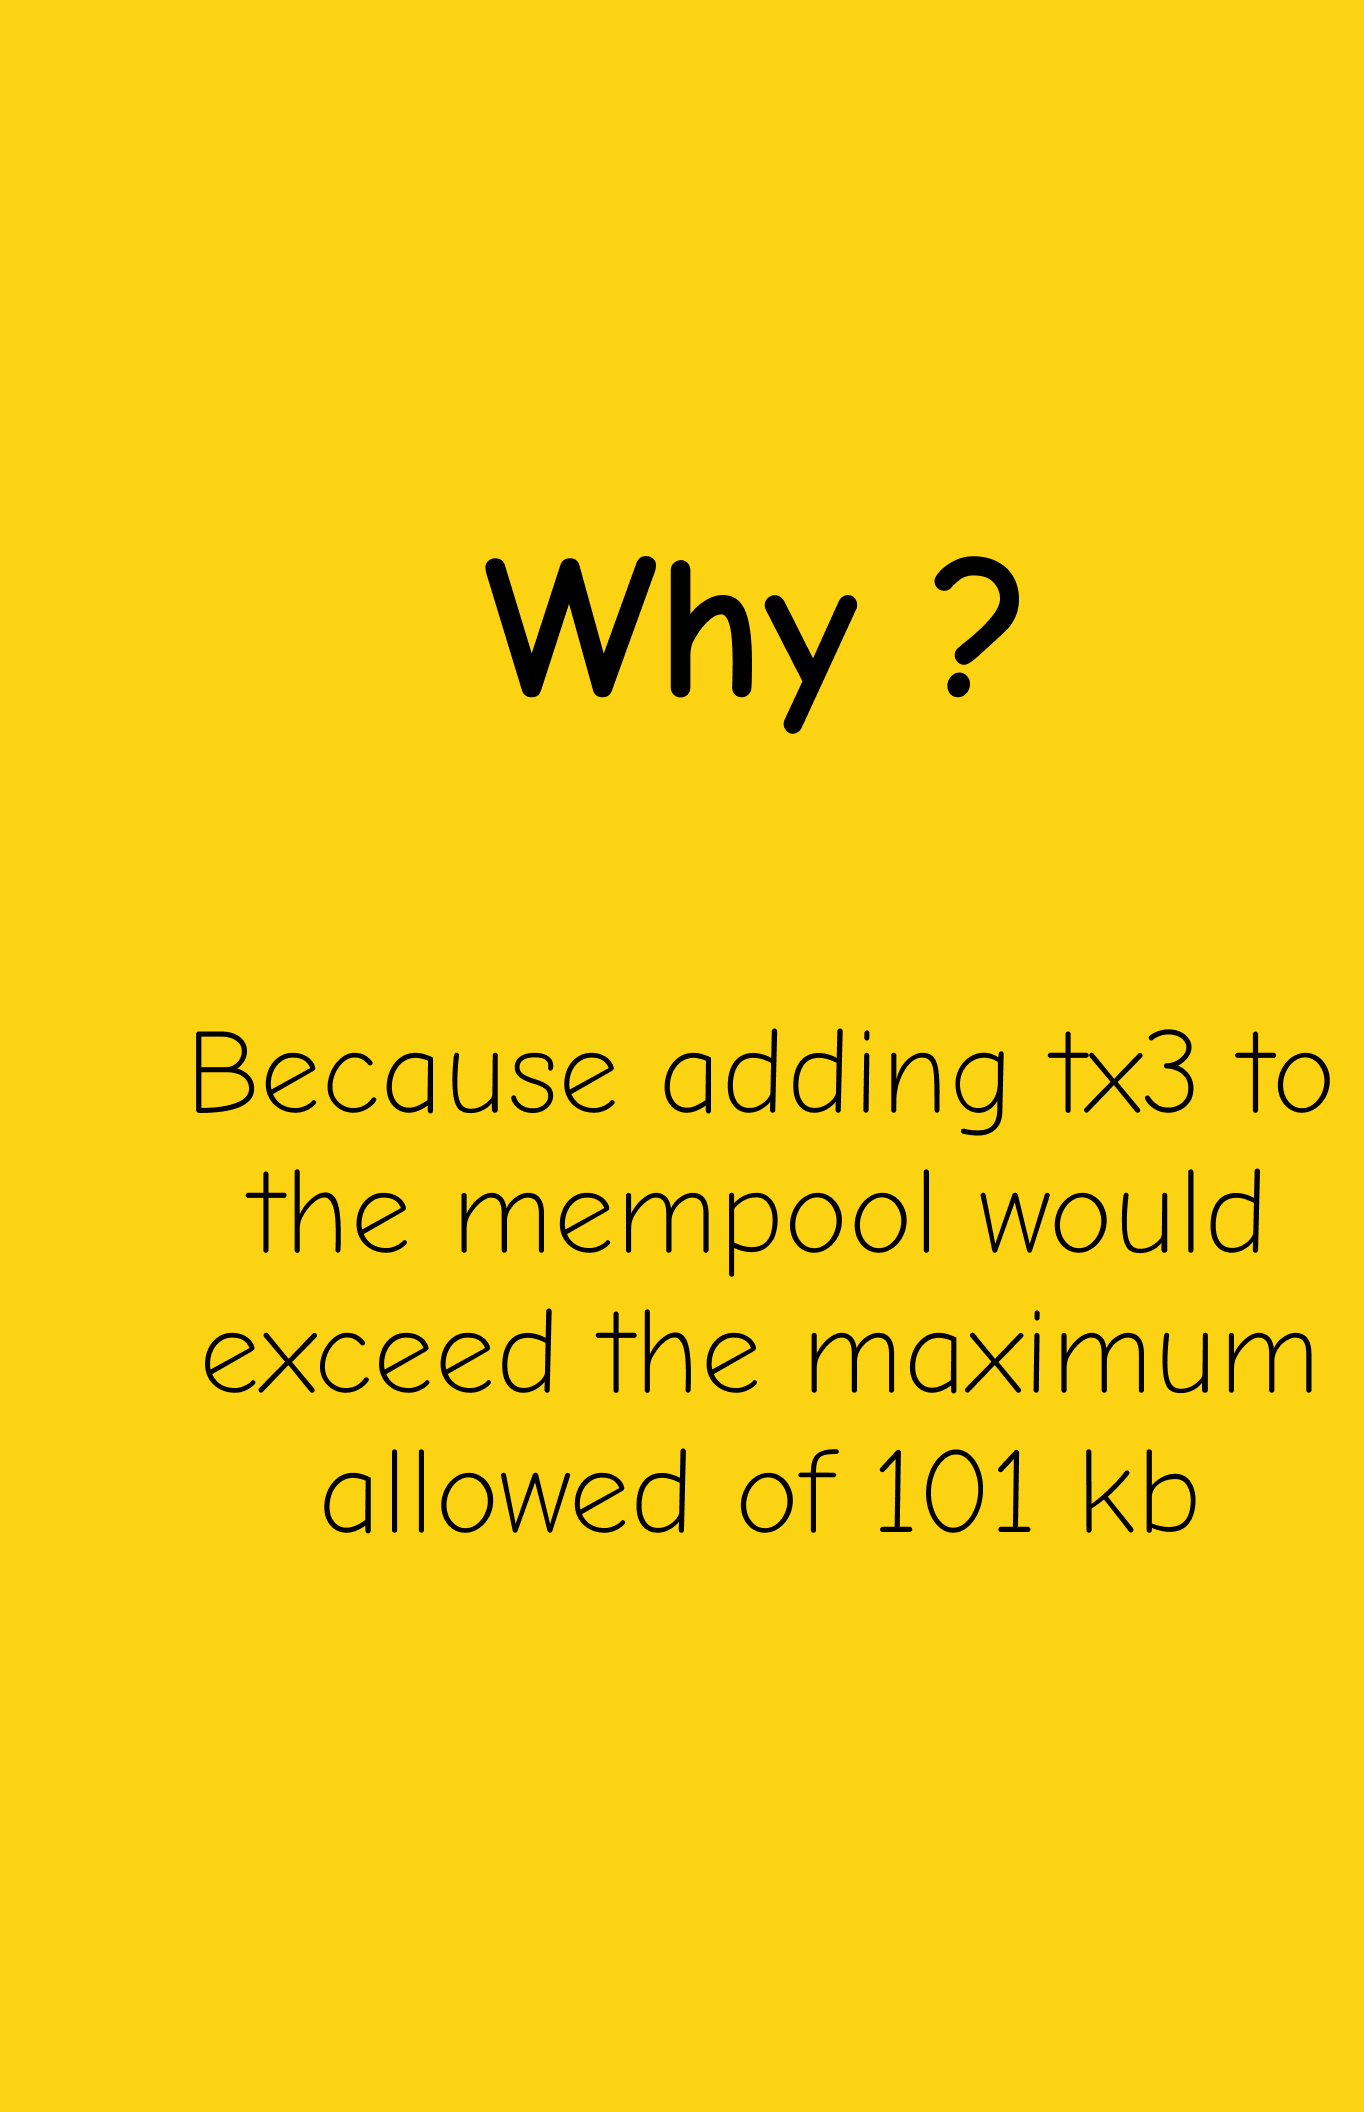 Why ?
Because adding tx3 to
the mempool would
exceed the maximum
allowed of 101 kb